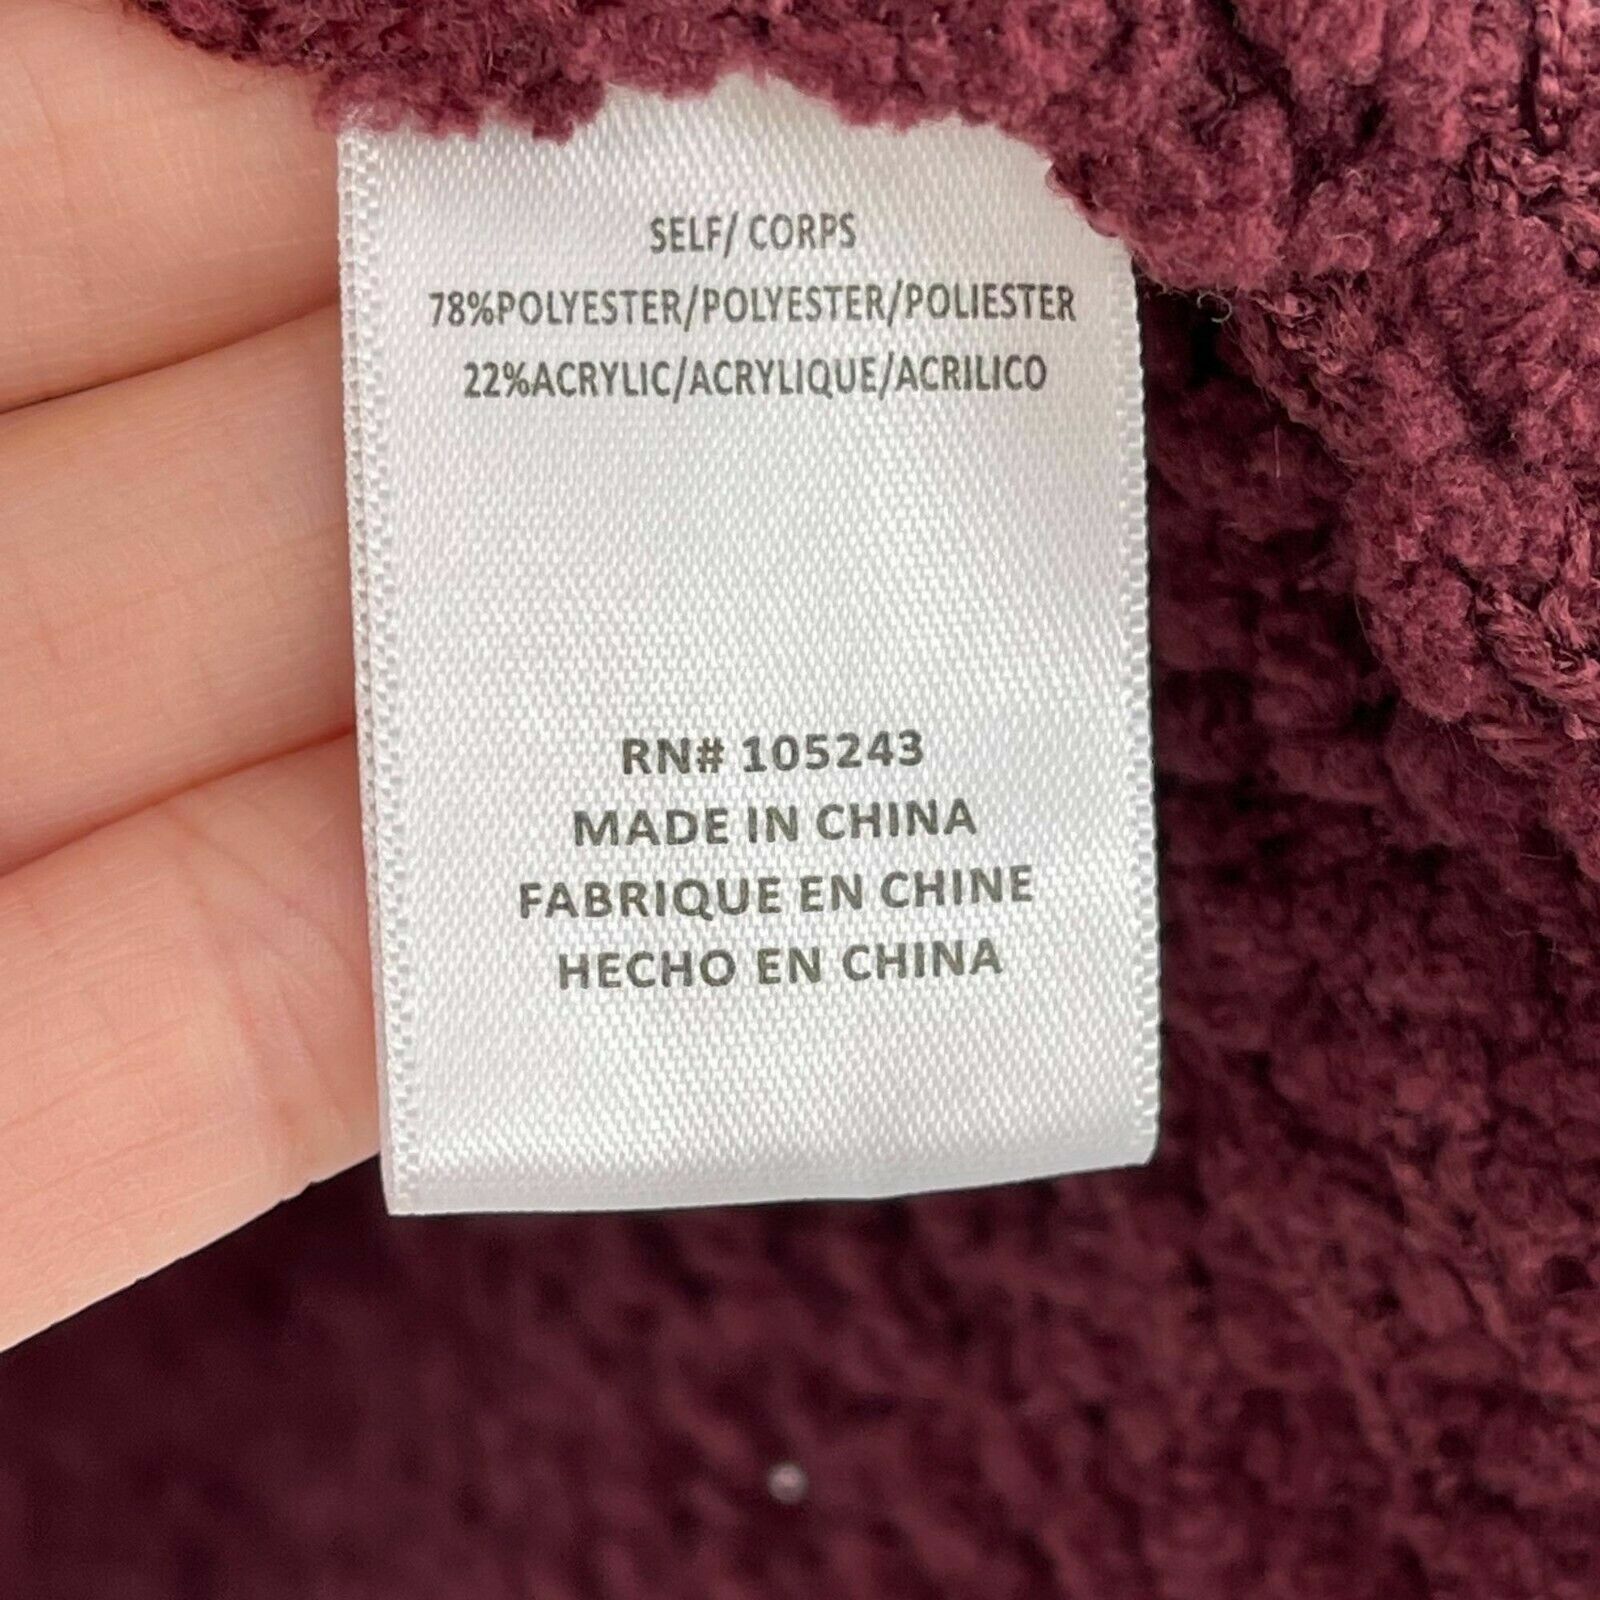 SELF/ CORPS
78%POLYESTER/POLYESTER/POLIESTER
22%ACRYLIC/ACRYLIQUE/ACRILICO
RN# 105243
MADE IN CHINA
FABRIQUE EN CHINE
HECHO EN CHINA